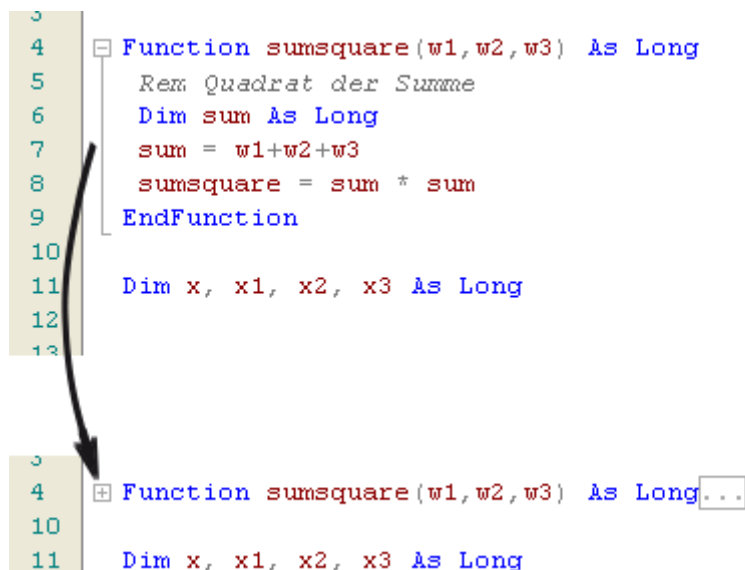 3
4 Function sumsquare(w1,w2,w3) As Long
5 Rem Quadrat der Summe
6 Dim sum As Long
7 sum = w1+w2+w3
8 sumsquare = sum * sum
9 EndFunction
10
11 Dim x, x1, x2, x3 As Long
12
13
3
4 Function sumsquare(w1,w2,w3) As Long...
10
11 Dim x, x1, x2, x3 As Long